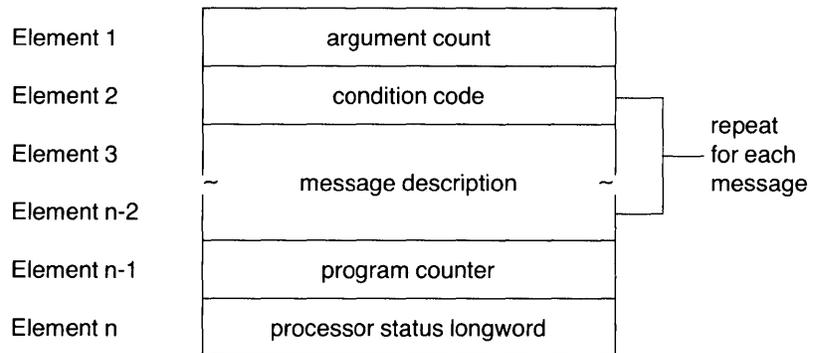 Element 1 argument count
Element 2 condition code
Element 3
~ message description ~
Element n-2
Element n-1 program counter
Element n processor status longword
repeat
for each
message